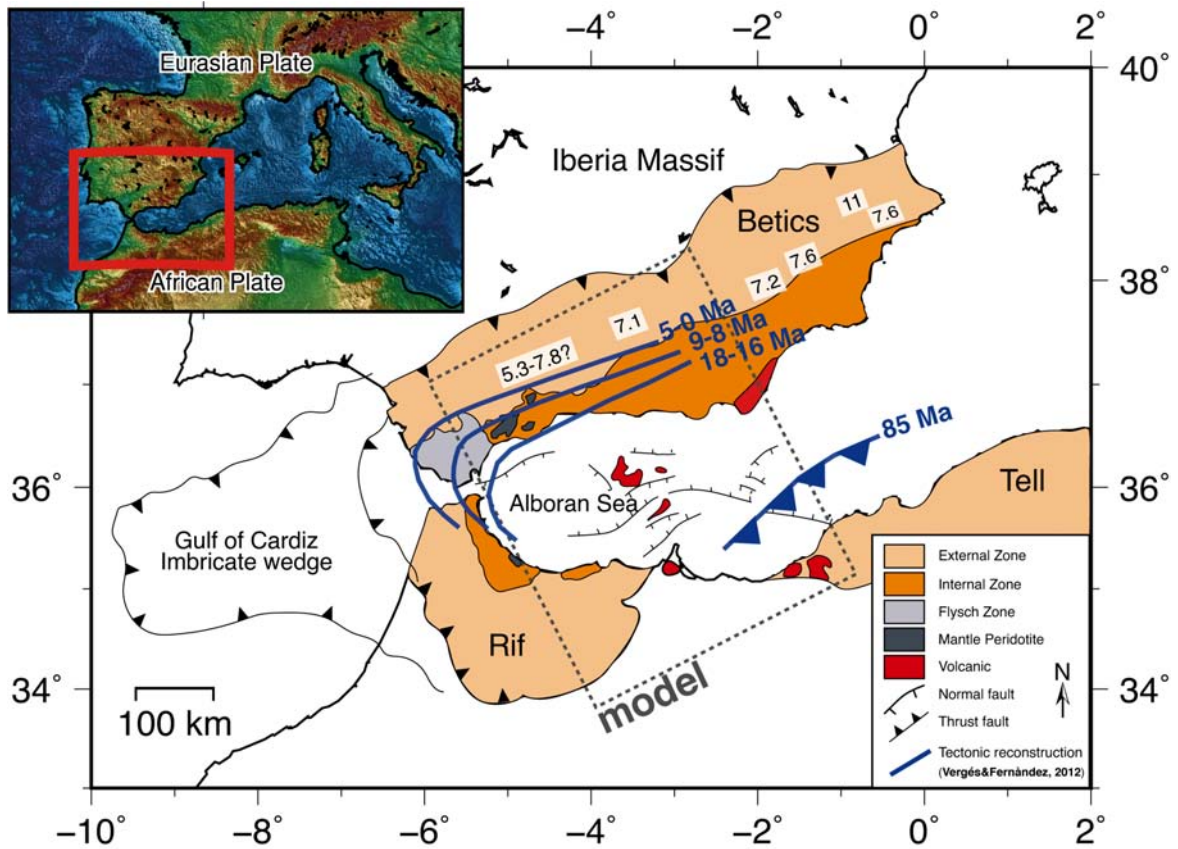 −4° −2° 0° 2°
Eurasian Plate
African Plate
40°
Iberia Massif
Betics
11
7.6
7.6
7.2
38°
7.1
5.3-7.8?
5-0 Ma
9-8 Ma
18-16 Ma
85 Ma
36°
36°
Alboran Sea
Tell
Gulf of Cardiz
Imbricate wedge
Rif
34°
34°
100 km
model
External Zone
Internal Zone
Flysch Zone
Mantle Peridotite
Volcanic
N
Normal fault
Thrust fault
Tectonic reconstruction
(Vergés&Fernàndez, 2012)
−10° −8° −6° −4° −2° 0° 2°